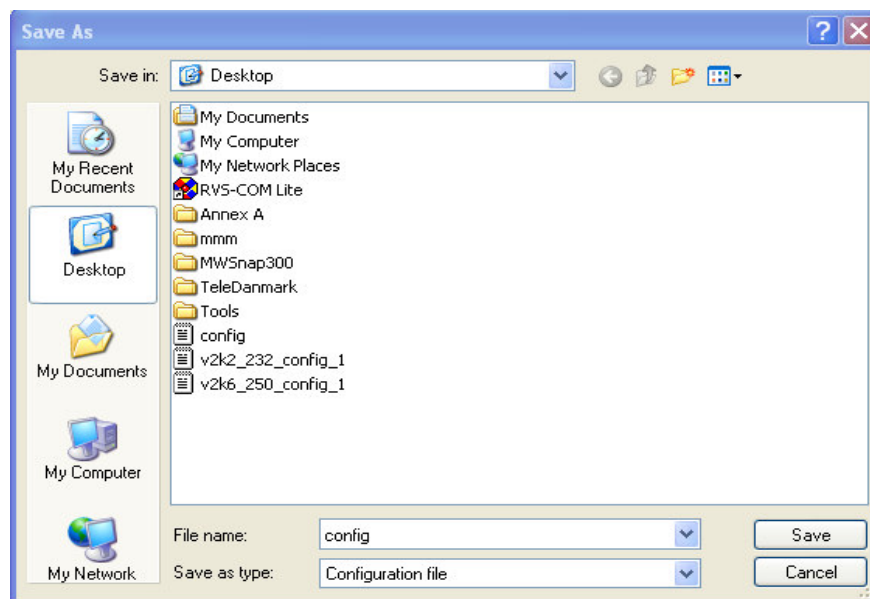 Save As
Save in:
Desktop
My Recent
Documents
Desktop
My Documents
My Computer
My Network
My Documents
My Computer
My Network Places
RVS-COM Lite
Annex A
mmm
MWSnap300
TeleDanmark
Tools
config
v2k2_232_config_1
v2k6_250_config_1
File name:
config
Save
Save as type:
Configuration file
Cancel